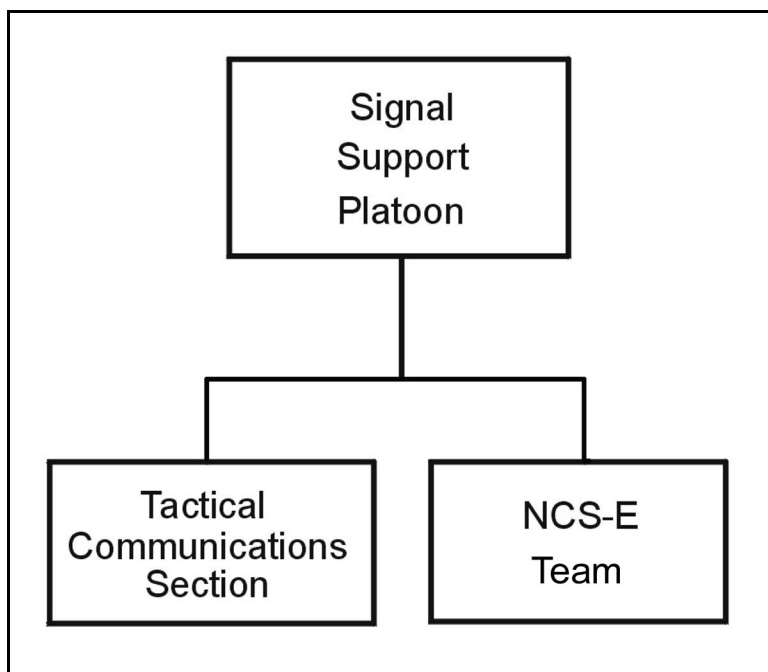 Signal
Support
Platoon
Tactical
Communications
Section
NCS-E
Team